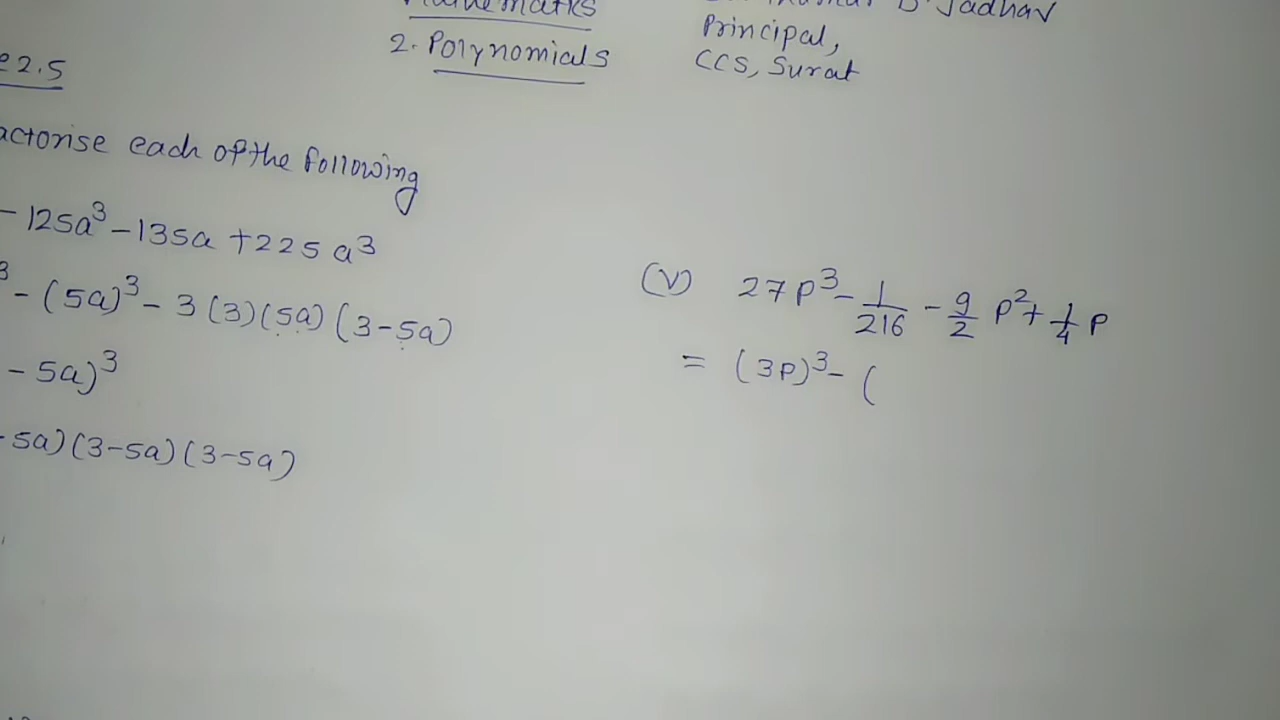 2. Polynomials
D Jadhav
Principal,
CCS, Surat
2.5
actorise each of the following
- 125a³ - 135a + 225a³
³ - (5a)³ - 3(3)(5a)(3-5a)
- 5a)³
- 5a)(3-5a)(3-5a)
(V) 27p³ - 1/216 - 9/2 p² + 1/4 p
= (3p)³ - (